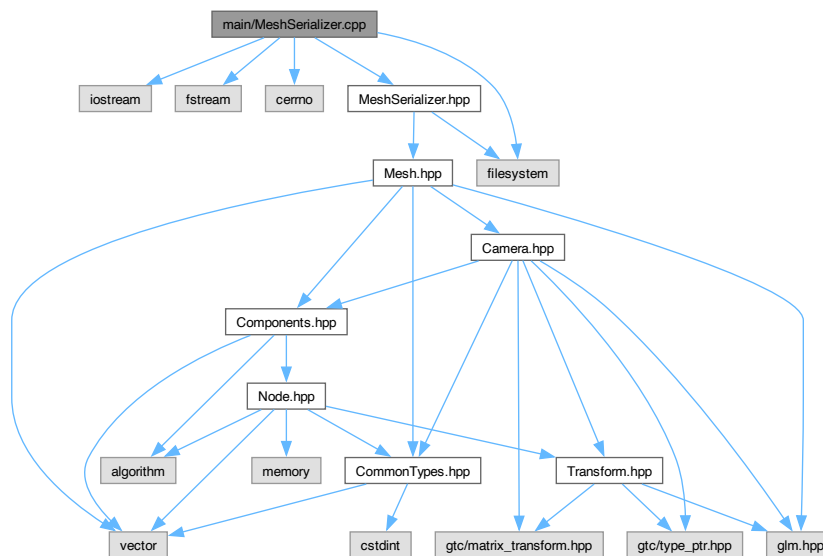 main/MeshSerializer.cpp
iostream
fstream
cerrno
MeshSerializer.hpp
Mesh.hpp
filesystem
Camera.hpp
Components.hpp
Node.hpp
algorithm
memory
CommonTypes.hpp
Transform.hpp
vector
cstdint
gtc/matrix_transform.hpp
gtc/type_ptr.hpp
glm.hpp